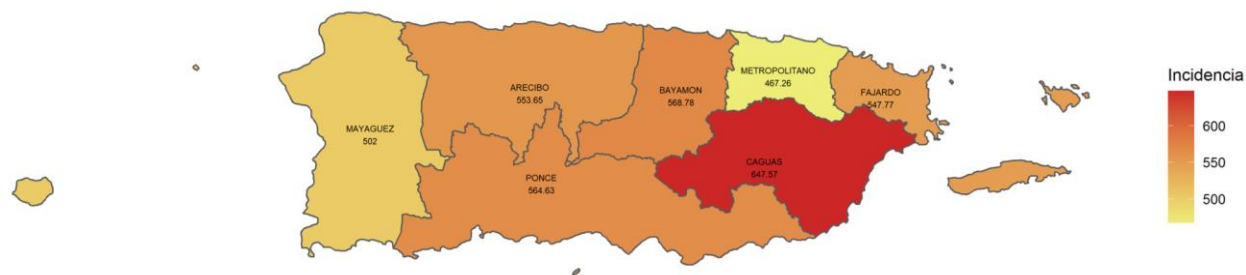 METROPOLITANO
467.26
ARECIBO
553.65
BAYAMON
568.78
FAJARDO
547.77
MAYAGUEZ
502
CAGUAS
647.57
PONCE
564.63
Incidencia
600
550
500